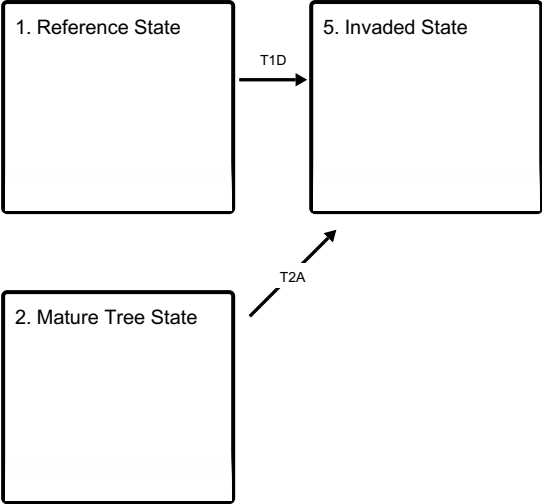 1. Reference State
5. Invaded State
T1D
T2A
2. Mature Tree State